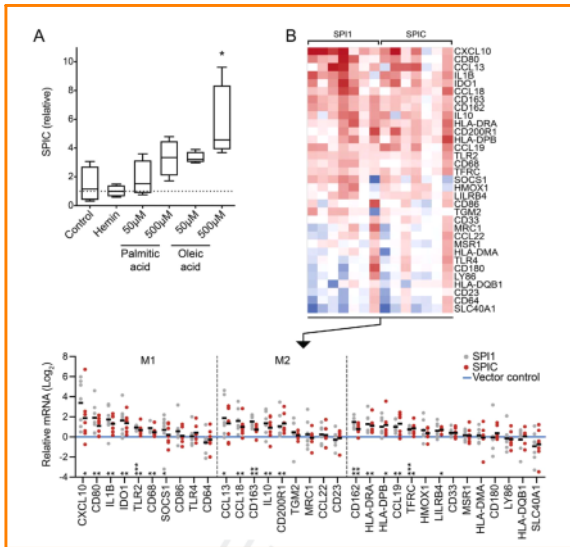 A
SPIC (relative)
10
8
6
4
2
0
*
Control
Hemin
50µM
500µM
50µM
500µM
Palmitic acid
Oleic acid
B
SPI1
SPIC
CXCL10
CD80
CCL13
IL1B
IDO1
CCL18
CD163
CD162
IL10
HLA-DRA
CD200R1
HLA-DPB
CCL19
TLR2
CD68
TFRC
SOCS1
HMOX1
LILRB4
CD86
TGM2
CD33
MRC1
CCL22
MSR1
HLA-DMA
TLR4
CD180
LY86
HLA-DQB1
CD23
CD64
SLC40A1
M1
M2
SPI1
SPIC
Vector control
Relative mRNA (Log2)
10
8
6
4
2
0
-2
-4
CXCL10
CD80
IL1B
IDO1
TLR2
CD68
SOCS1
CD86
TLR4
CD64
CCL13
CCL18
CD163
IL10
CD200R1
TGM2
MRC1
CCL22
CD23
CD162
HLA-DRA
HLA-DPB
CCL19
TFRC
HMOX1
LILRB4
CD33
MSR1
HLA-DMA
CD180
LY86
HLA-DQB1
SLC40A1